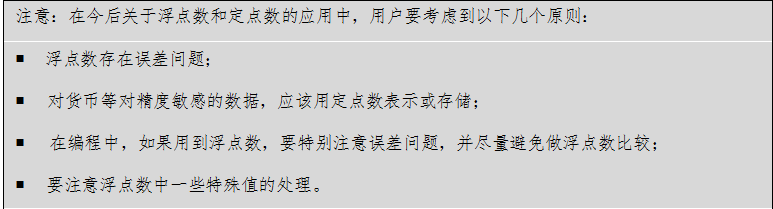 注意：在今后关于浮点数和定点数的应用中，用户要考虑到以下几个原则：
■ 浮点数存在误差问题；
■ 对货币等对精度敏感的数据，应该用定点数表示或存储；
■ 在编程中，如果用到浮点数，要特别注意误差问题，并尽量避免做浮点数比较；
■ 要注意浮点数中一些特殊值的处理。